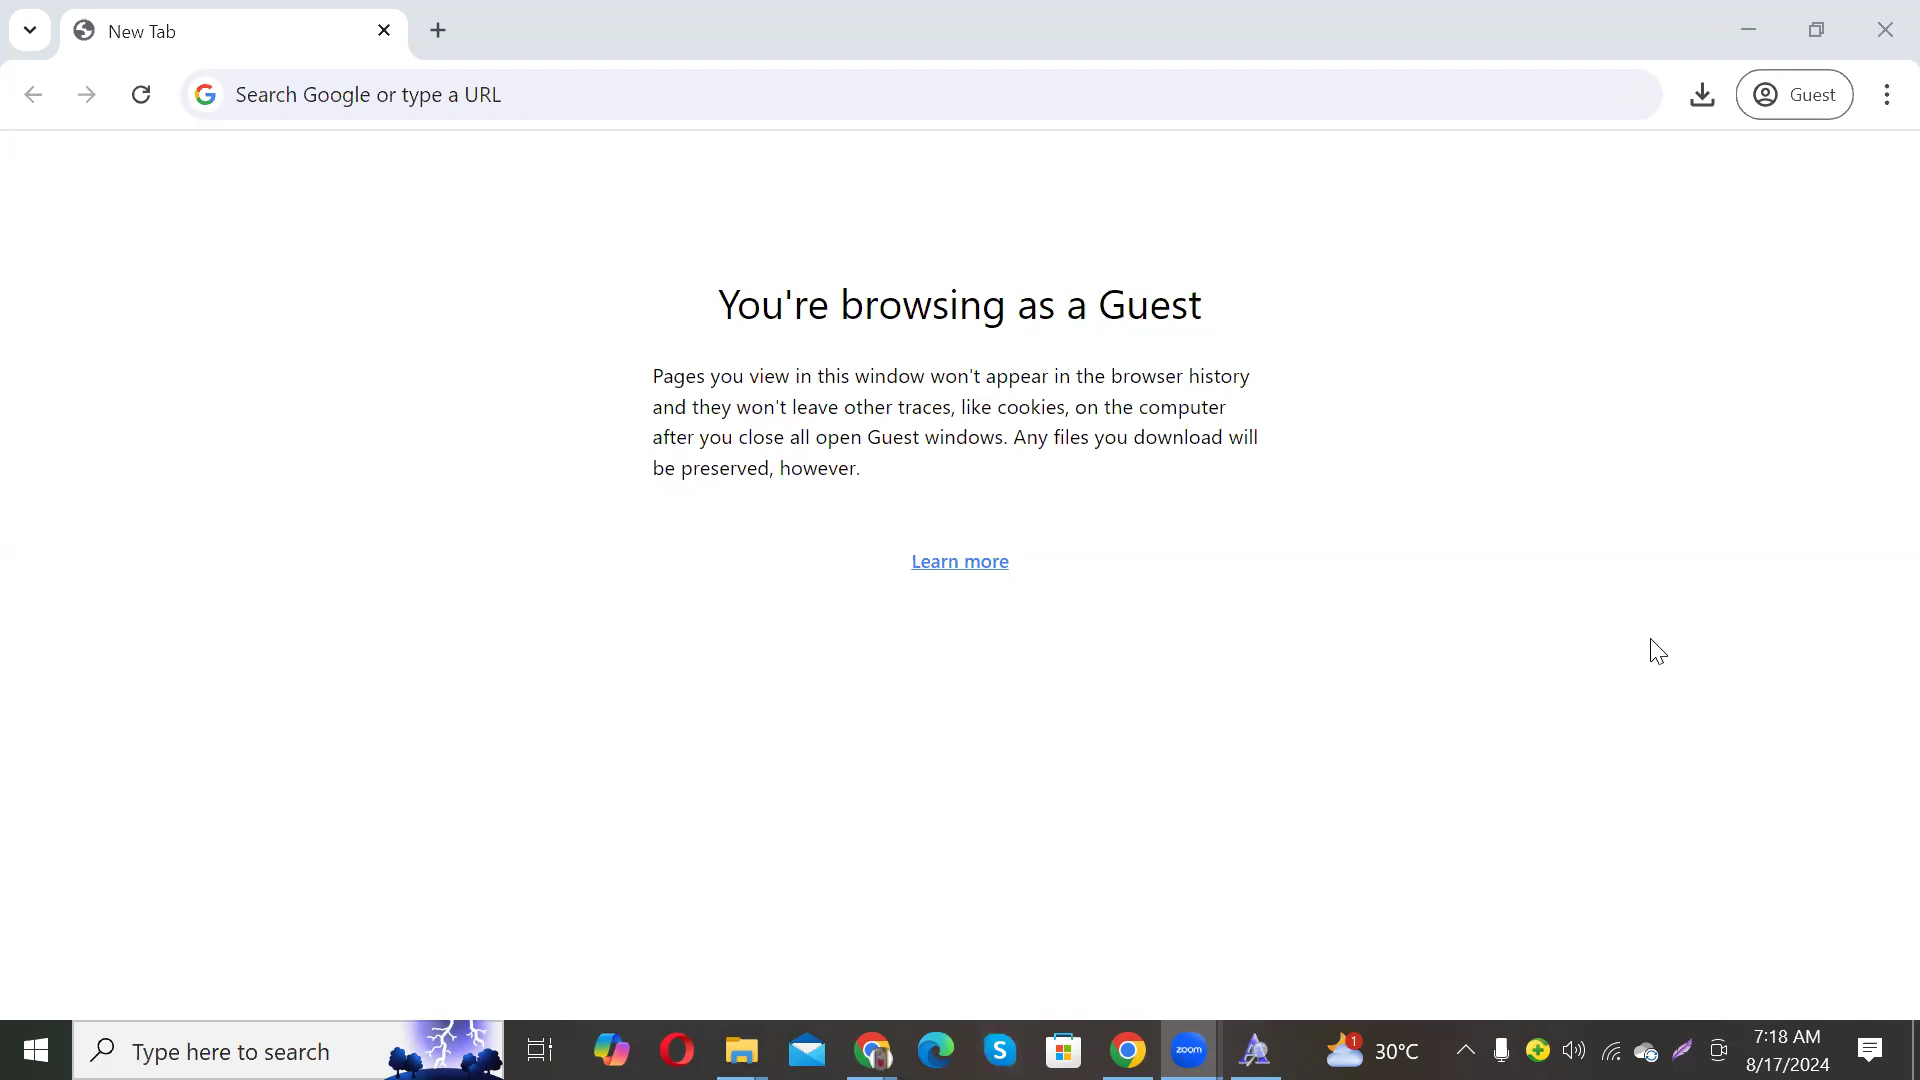 New Tab
Search Google or type a URL
Guest
You're browsing as a Guest
Pages you view in this window won't appear in the browser history
and they won't leave other traces, like cookies, on the computer
after you close all open Guest windows. Any files you download will
be preserved, however.
Learn more
Type here to search
zoom
1
30°C
7:18 AM
8/17/2024